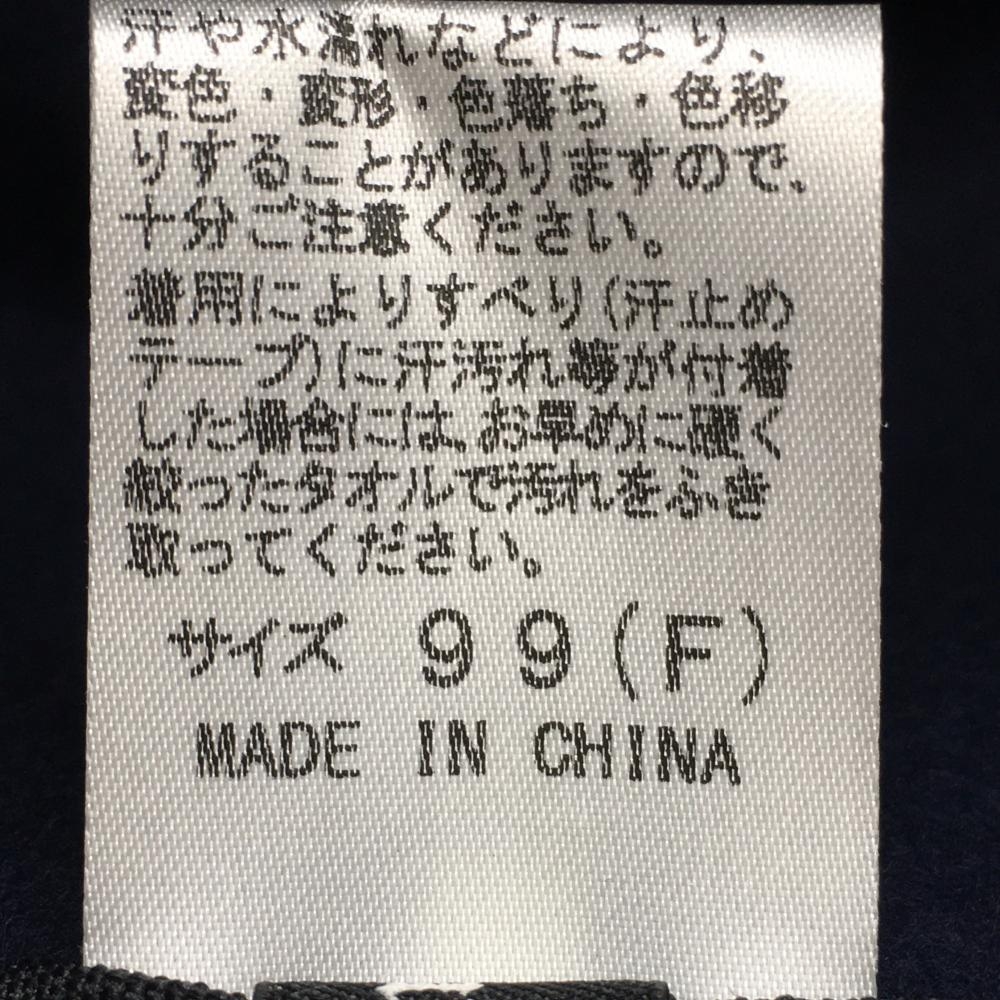 汗や水濡れなどにより、
変色・変形・色落ち・色移
りすることがありますので、
十分ご注意ください。
着用によりすべり(汗止め
テープ)に汗汚れ等が付着
した場合には、お早めに硬く
絞ったタオルで汚れをふき
取ってください。
サイズ 99(F)
MADE IN CHINA